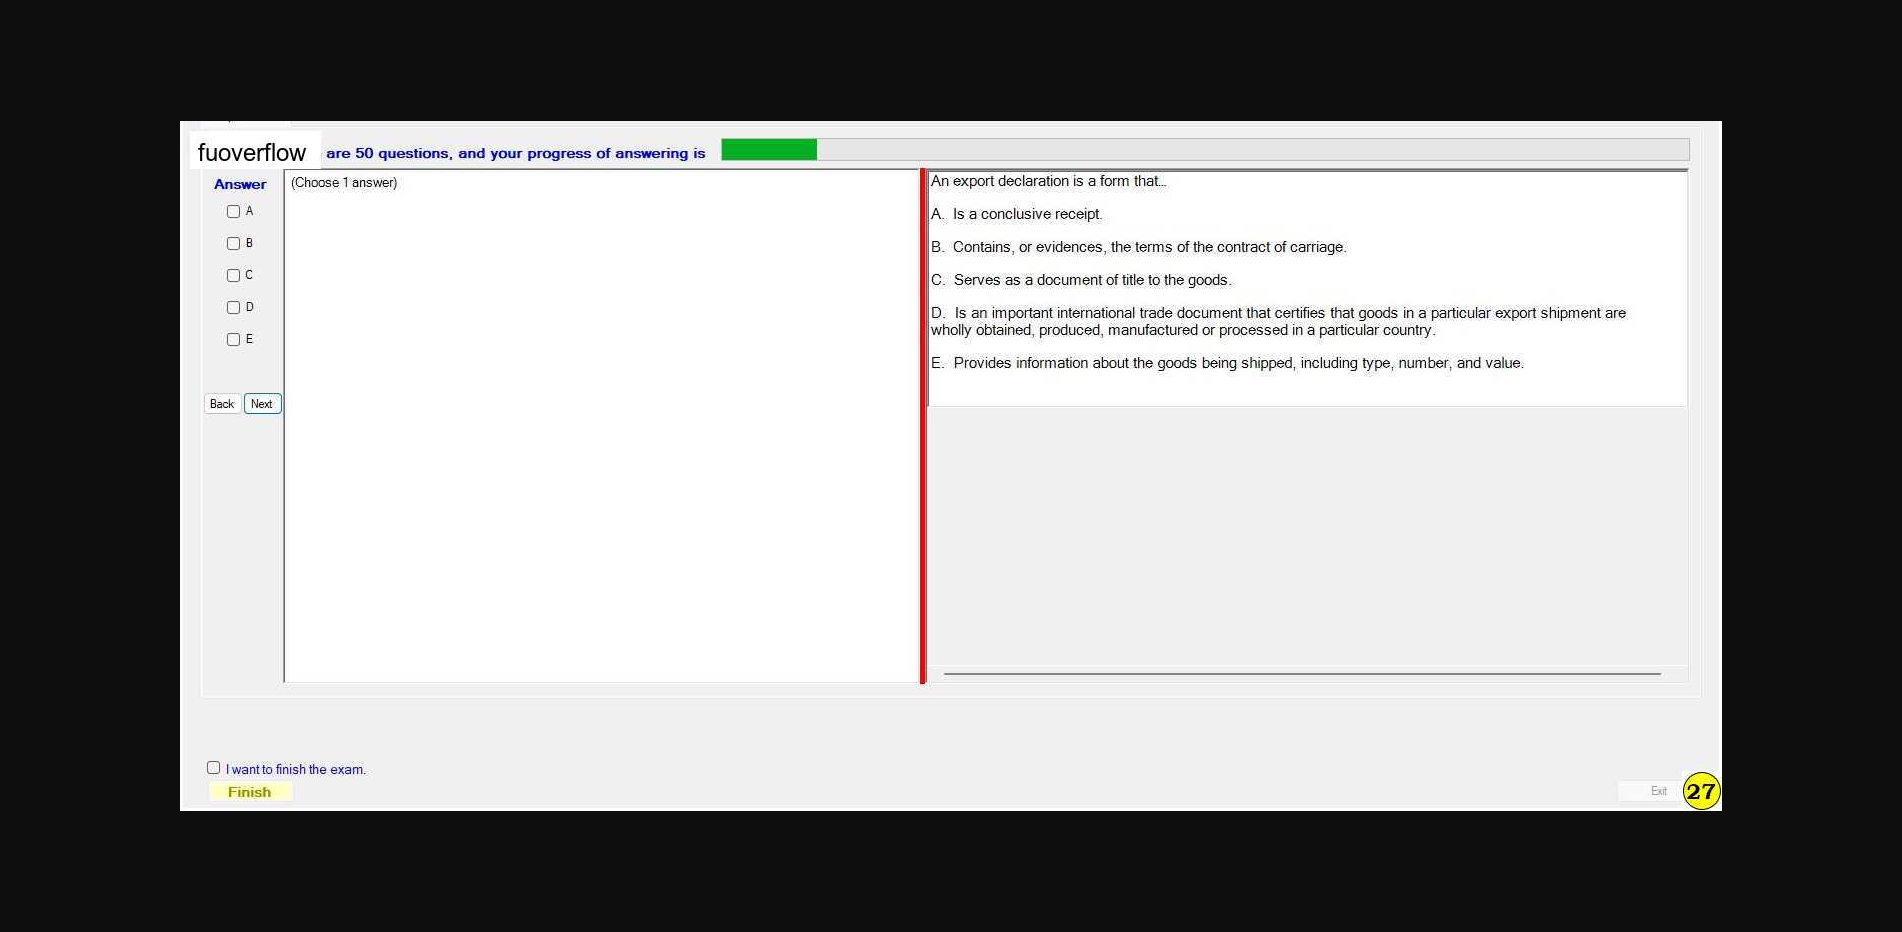 fuoverflow are 50 questions, and your progress of answering is
Answer
(Choose 1 answer)
A
B
C
D
E
Back Next
An export declaration is a form that...
A. Is a conclusive receipt.
B. Contains, or evidences, the terms of the contract of carriage.
C. Serves as a document of title to the goods.
D. Is an important international trade document that certifies that goods in a particular export shipment are
wholly obtained, produced, manufactured or processed in a particular country.
E. Provides information about the goods being shipped, including type, number, and value.
I want to finish the exam.
Finish
Exit
27